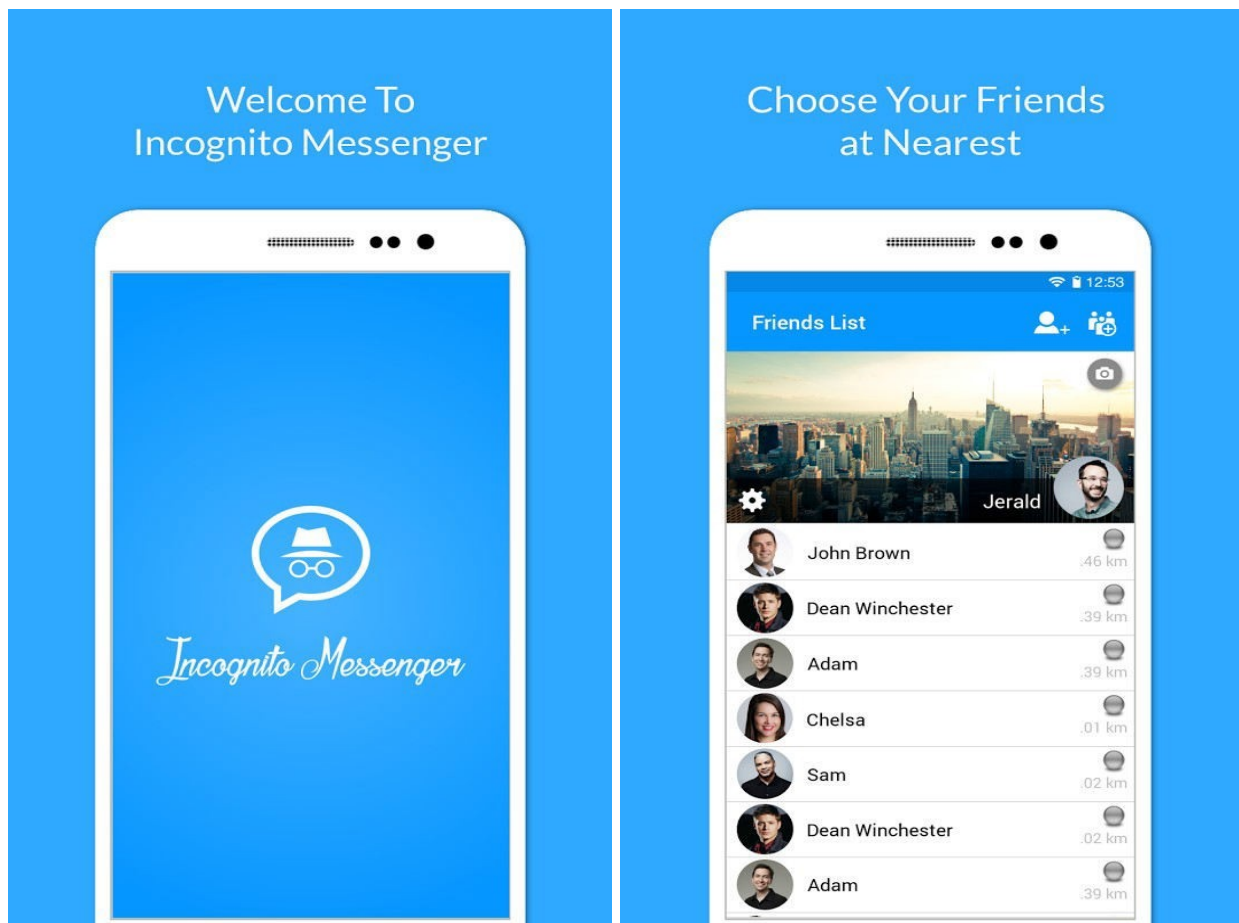 Welcome To
Incognito Messenger
Incognito Messenger
Choose Your Friends
at Nearest
12:53
Friends List
Jerald
John Brown
.46 km
Dean Winchester
.39 km
Adam
.39 km
Chelsa
.01 km
Sam
.02 km
Dean Winchester
.02 km
Adam
.39 km